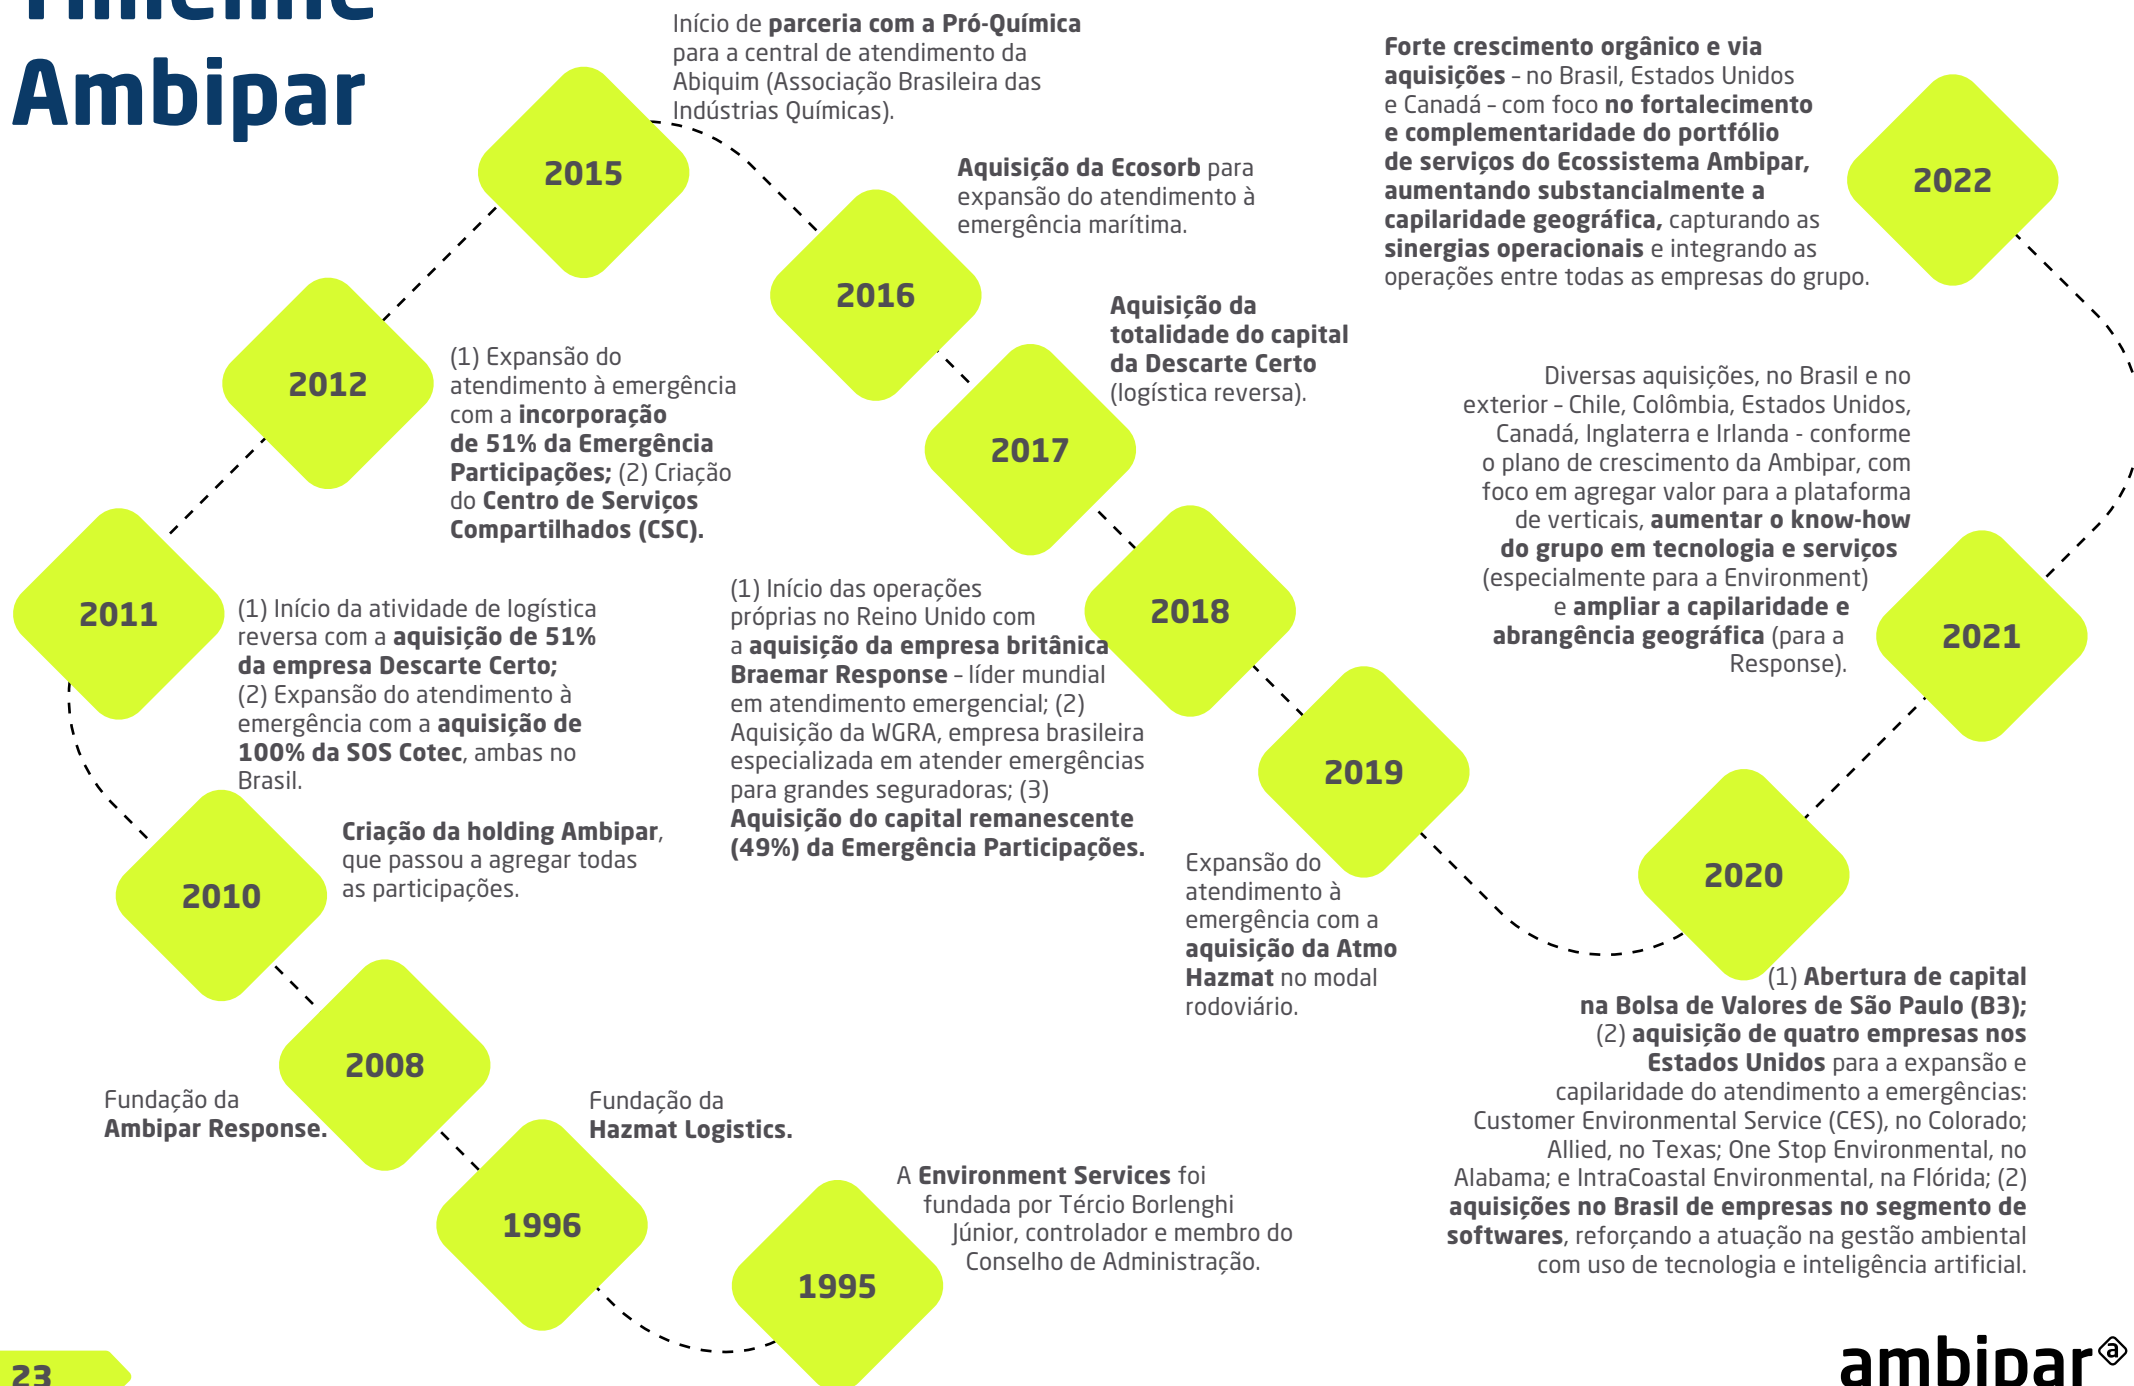 Timeline
Ambipar
Início de parceria com a Pró-Química
para a central de atendimento da
Abiquim (Associação Brasileira das
Indústrias Químicas).
2015
Aquisição da Ecosorb para
expansão do atendimento à
emergência marítima.
2016
Forte crescimento orgânico e via
aquisições – no Brasil, Estados Unidos
e Canadá – com foco no fortalecimento
e complementaridade do portfólio
de serviços do Ecossistema Ambipar,
aumentando substancialmente a
capilaridade geográfica, capturando as
sinergias operacionais e integrando as
operações entre todas as empresas do grupo.
2022
2012
(1) Expansão do
atendimento à emergência
com a incorporação
de 51% da Emergência
Participações; (2) Criação
do Centro de Serviços
Compartilhados (CSC).
Aquisição da
totalidade do capital
da Descarte Certo
(logística reversa).
2017
Diversas aquisições, no Brasil e no
exterior – Chile, Colômbia, Estados Unidos,
Canadá, Inglaterra e Irlanda - conforme
o plano de crescimento da Ambipar, com
foco em agregar valor para a plataforma
de verticais, aumentar o know-how
do grupo em tecnologia e serviços
(especialmente para a Environment)
e ampliar a capilaridade e
abrangência geográfica (para a
Response).
2021
2011
(1) Início da atividade de logística
reversa com a aquisição de 51%
da empresa Descarte Certo;
(2) Expansão do atendimento à
emergência com a aquisição de
100% da SOS Cotec, ambas no
Brasil.
(1) Início das operações
próprias no Reino Unido com
a aquisição da empresa britânica
Braemar Response – líder mundial
em atendimento emergencial; (2)
Aquisição da WGRA, empresa brasileira
especializada em atender emergências
para grandes seguradoras; (3)
Aquisição do capital remanescente
(49%) da Emergência Participações.
2018
2019
Expansão do
atendimento à
emergência com a
aquisição da Atmo
Hazmat no modal
rodoviário.
2010
Criação da holding Ambipar,
que passou a agregar todas
as participações.
2020
(1) Abertura de capital
na Bolsa de Valores de São Paulo (B3);
(2) aquisição de quatro empresas nos
Estados Unidos para a expansão e
capilaridade do atendimento a emergências:
Customer Environmental Service (CES), no Colorado;
Allied, no Texas; One Stop Environmental, no
Alabama; e IntraCoastal Environmental, na Flórida; (2)
aquisições no Brasil de empresas no segmento de
softwares, reforçando a atuação na gestão ambiental
com uso de tecnologia e inteligência artificial.
2008
Fundação da
Ambipar Response.
1996
Fundação da
Hazmat Logistics.
1995
A Environment Services foi
fundada por Tércio Borlenghi
Júnior, controlador e membro do
Conselho de Administração.
23
ambipar